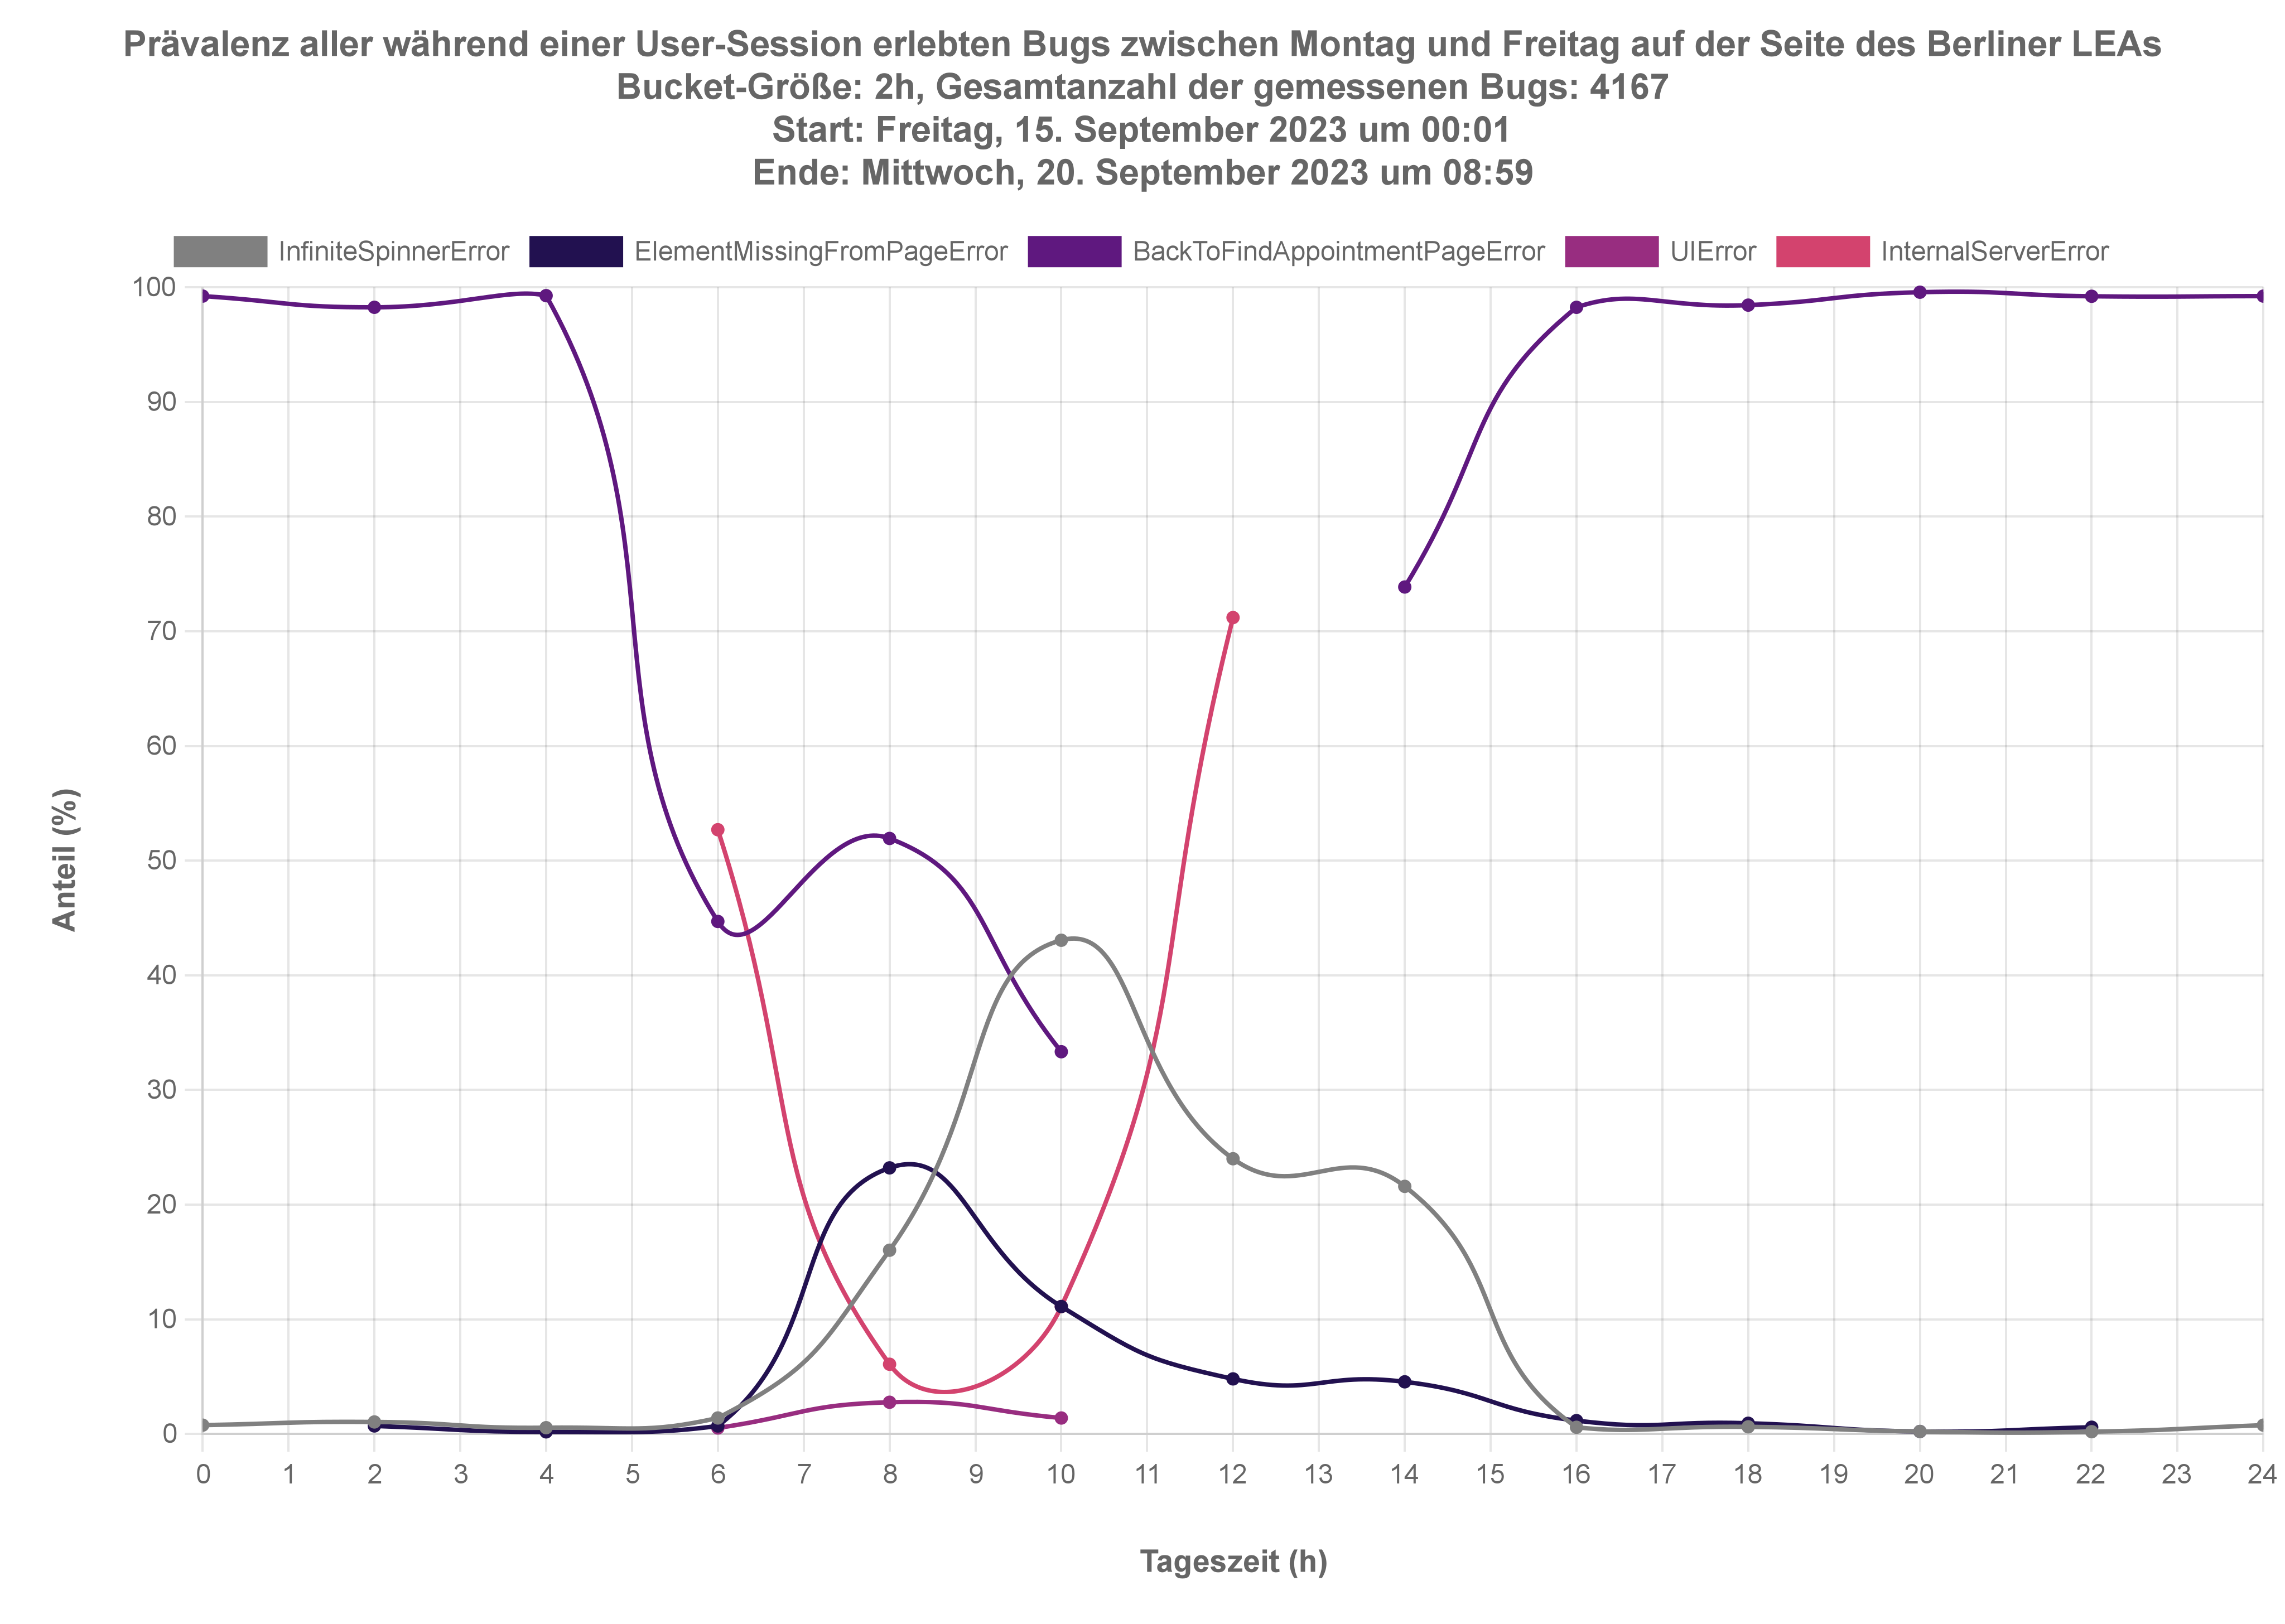 Prävalenz aller während einer User-Session erlebten Bugs zwischen Montag und Freitag auf der Seite des Berliner LEAs
Bucket-Größe: 2h, Gesamtanzahl der gemessenen Bugs: 4167
Start: Freitag, 15. September 2023 um 00:01
Ende: Mittwoch, 20. September 2023 um 08:59
InfiniteSpinnerError ElementMissingFromPageError BackToFindAppointmentPageError UIError InternalServerError
100
90
80
70
60
50
40
30
20
10
0
Anteil (%)
0 1 2 3 4 5 6 7 8 9 10 11 12 13 14 15 16 17 18 19 20 21 22 23 24
Tageszeit (h)